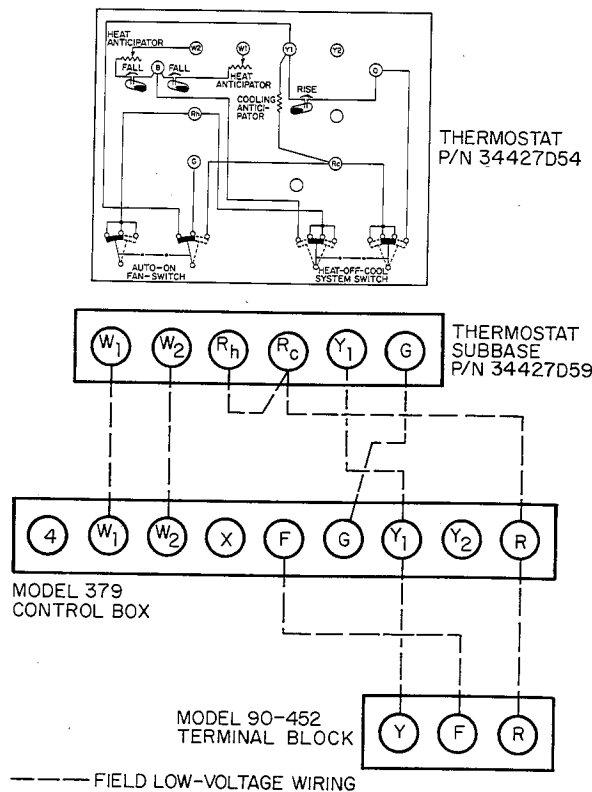 HEAT
ANTICIPATOR
W2
W1
Y1
Y2
FALL
B
FALL
HEAT
ANTICIPATOR
O
COOLING
ANTICI-
PATOR
RISE
Rh
G
Rc
AUTO-ON
FAN-SWITCH
HEAT-OFF-COOL
SYSTEM SWITCH
THERMOSTAT
P/N 34427D54
W1 W2 Rh Rc Y1 G
THERMOSTAT
SUBBASE
P/N 34427D59
4 W1 W2 X F G Y1 Y2 R
MODEL 379
CONTROL BOX
MODEL 90-452
TERMINAL BLOCK
Y F R
FIELD LOW-VOLTAGE WIRING